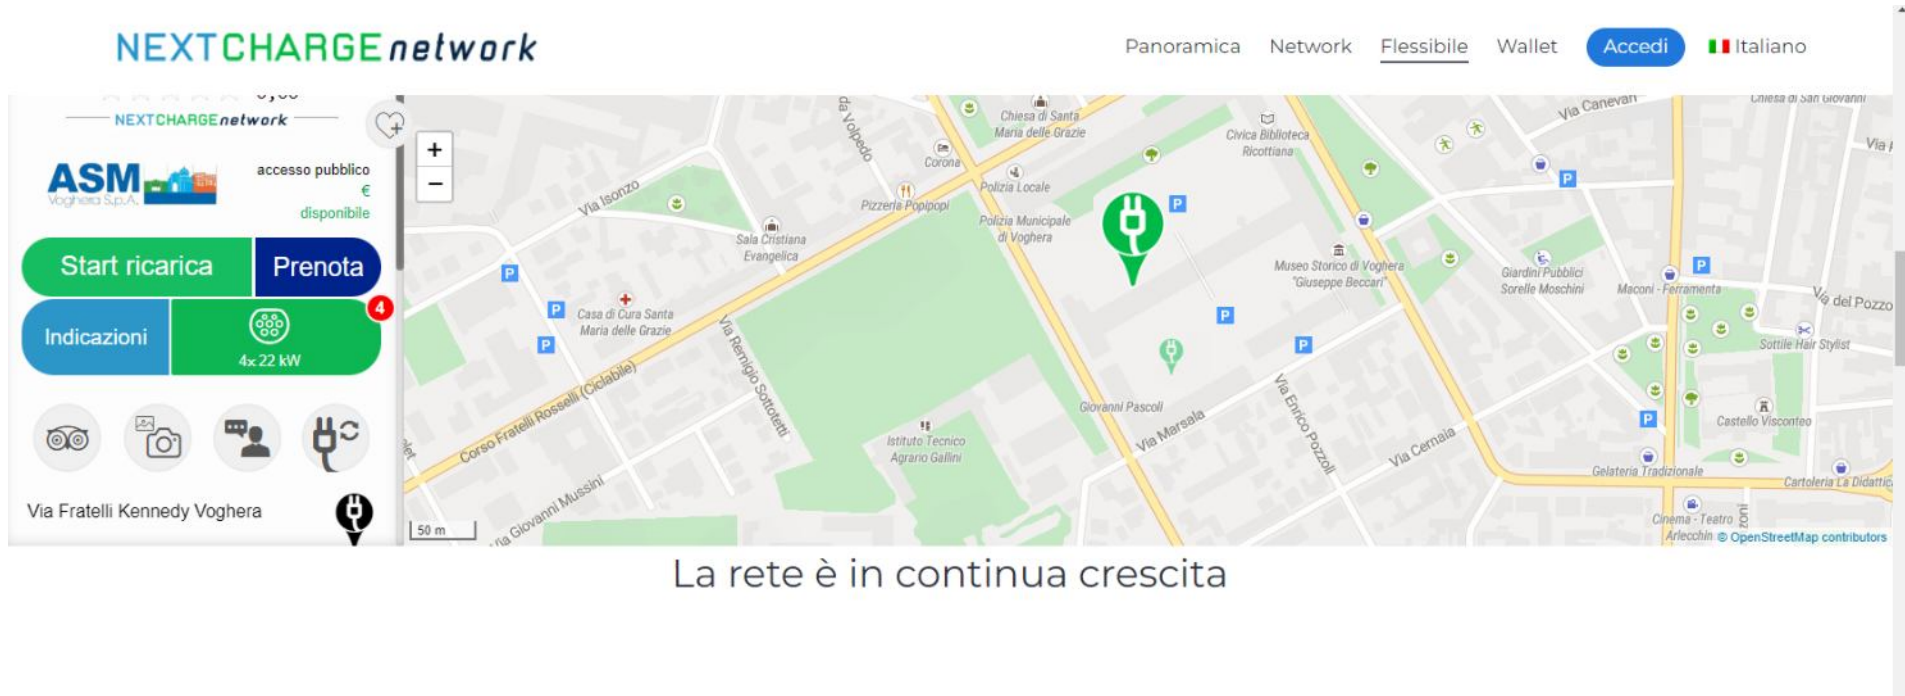 NEXTCHARGEnetwork
Panoramica Network Flessibile Wallet Accedi Italiano
NEXTCHARGEnetwork
ASM
Voghera S.p.A.
accesso pubblico
€
disponibile
Start ricarica
Prenota
Indicazioni
4
4x 22 kW
Via Fratelli Kennedy Voghera
+
−
50 m
da Volpedo
Chiesa di Santa
Maria delle Grazie
Corona
Civica Biblioteca
Ricottiana
Via Canevari
Chiesa di San Giovanni
Via Isonzo
Pizzeria Popipopi
Polizia Locale
Polizia Municipale
di Voghera
P
P
Sala Cristiana
Evangelica
Museo Storico di Voghera
"Giuseppe Beccari"
Giardini Pubblici
Sorelle Moschini
Maconi - Ferramenta
P
P
Via del Pozzo
P
Casa di Cura Santa
Maria delle Grazie
P
P
P
P
Sottile Hair Stylist
Via Remigio Sottotetti
Corso Fratelli Rosselli (Ciclabile)
Giovanni Pascoli
Via Marsala
Via Enrico Pozzoli
Via Cernaia
P
Castello Visconteo
Istituto Tecnico
Agrario Gallini
Gelateria Tradizionale
Cartoleria La Didattic
Via Giovanni Mussini
Cinema - Teatro
Arlecchin
© OpenStreetMap contributors
La rete è in continua crescita